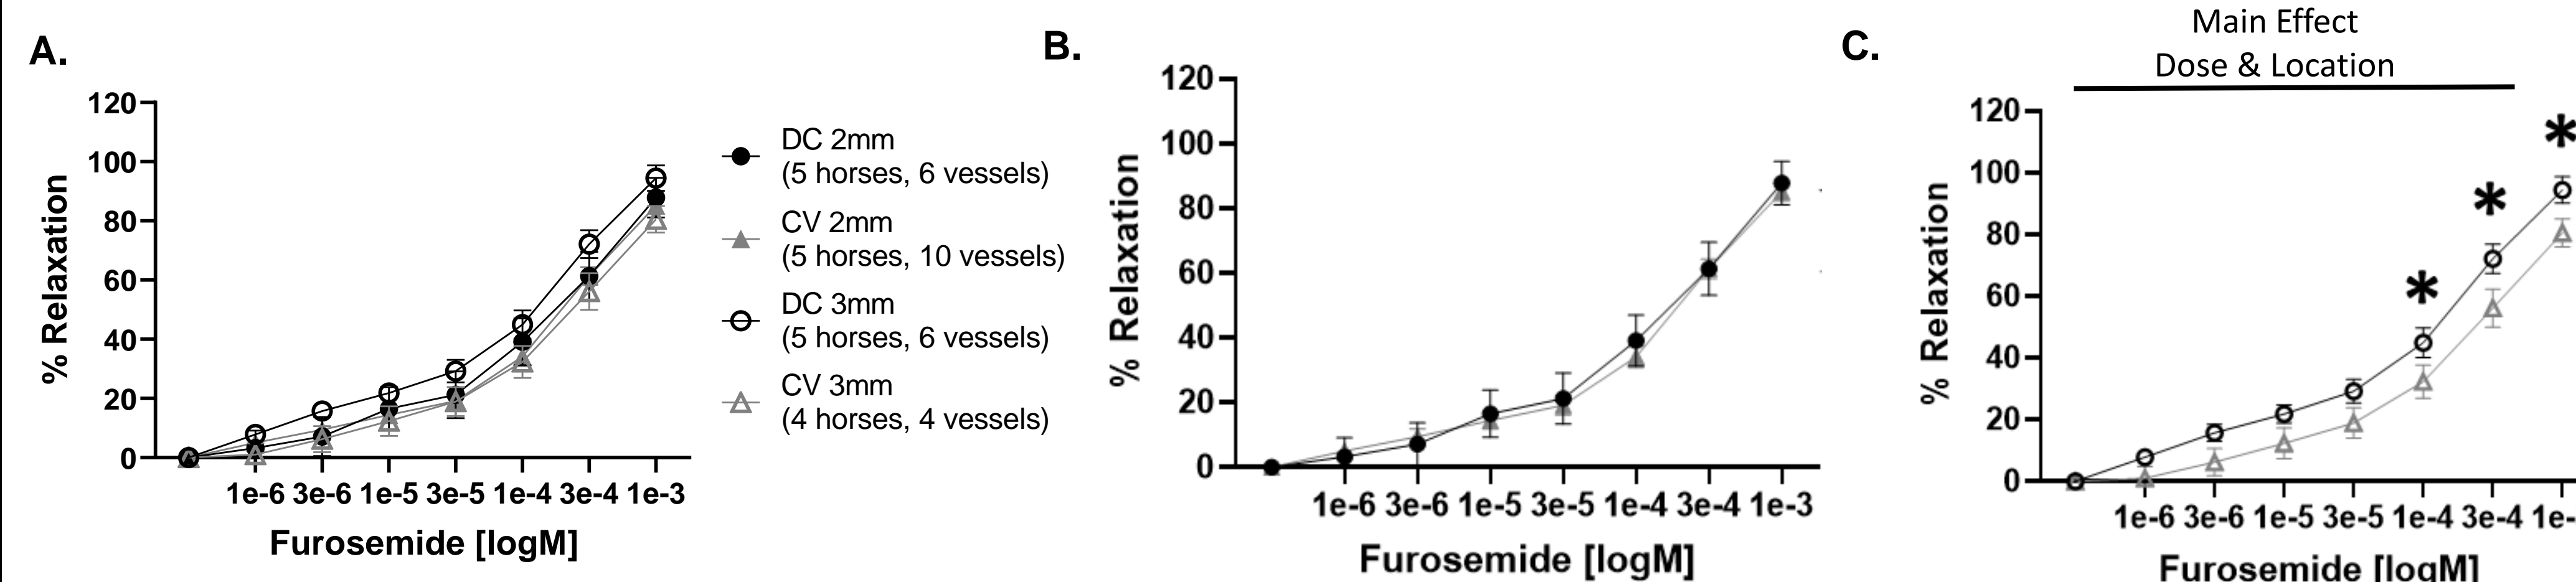 A.
120
100
80
60
40
20
0
% Relaxation
1e-6 3e-6 1e-5 3e-5 1e-4 3e-4 1e-3
Furosemide [logM]
DC 2mm
(5 horses, 6 vessels)
CV 2mm
(5 horses, 10 vessels)
DC 3mm
(5 horses, 6 vessels)
CV 3mm
(4 horses, 4 vessels)
B.
120
100
80
60
40
20
0
% Relaxation
1e-6 3e-6 1e-5 3e-5 1e-4 3e-4 1e-3
Furosemide [logM]
C.
Main Effect
Dose & Location
120
100
80
60
40
20
0
% Relaxation
* * *
1e-6 3e-6 1e-5 3e-5 1e-4 3e-4 1e-
Furosemide [logM]